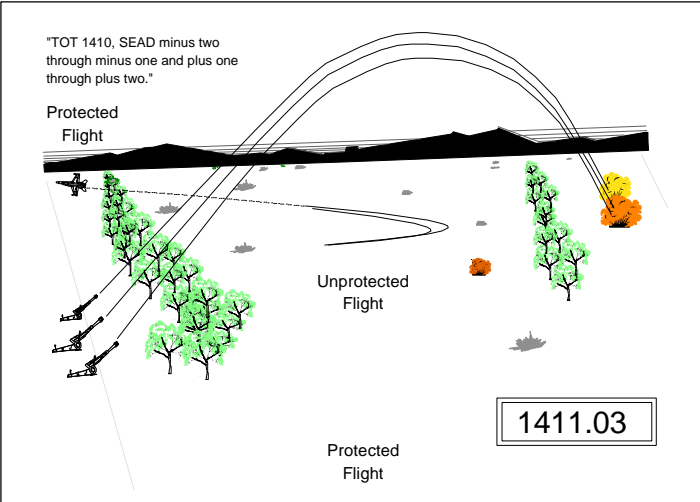 "TOT 1410, SEAD minus two
through minus one and plus one
through plus two."
Protected
Flight
Unprotected
Flight
1411.03
Protected
Flight